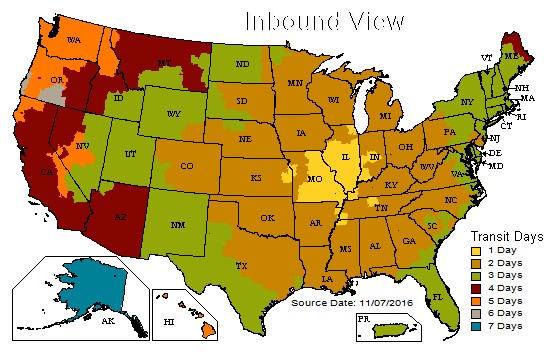 Inbound View
WA
OR
MT
ND
MN
ME
VT
ID
SD
WI
MI
NY
NH
MA
WY
IA
PA
RI
CT
NE
NJ
NV
UT
CO
IL
IN
OH
DE
MD
CA
KS
MO
KY
WV
VA
AZ
NM
OK
AR
TN
NC
MS
AL
GA
SC
TX
LA
FL
AK
HI
PR
Source Date: 11/07/2016
Transit Days
1 Day
2 Days
3 Days
4 Days
5 Days
6 Days
7 Days